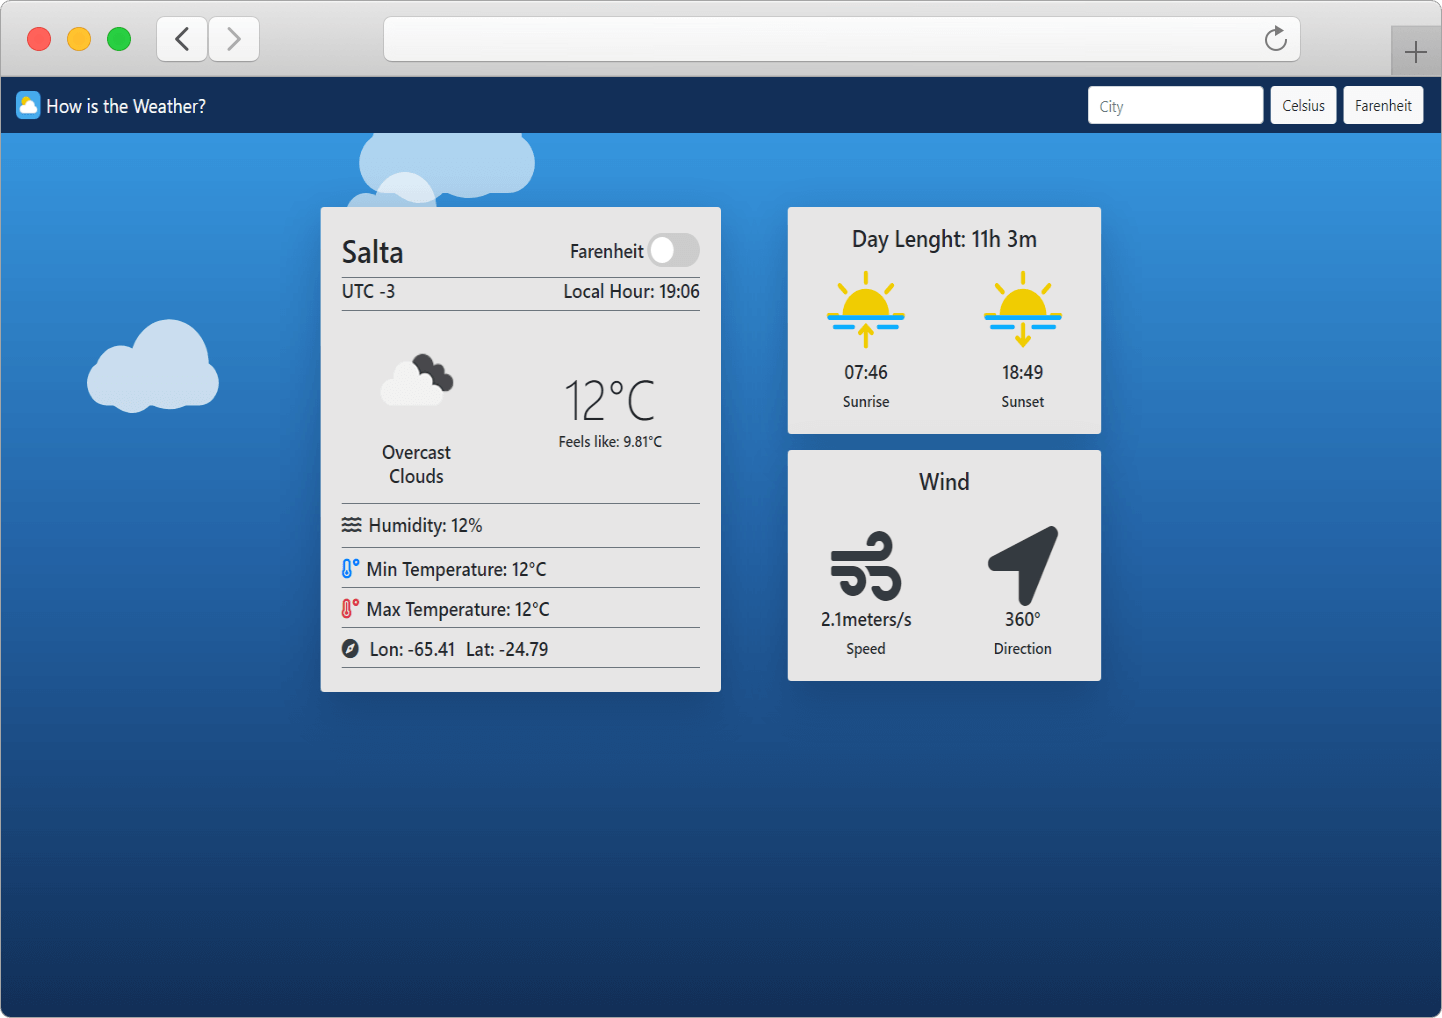 How is the Weather?
City
Celsius
Farenheit
Salta
Farenheit
UTC -3
Local Hour: 19:06
Overcast
Clouds
12°C
Feels like: 9.81°C
Humidity: 12%
Min Temperature: 12°C
Max Temperature: 12°C
Lon: -65.41 Lat: -24.79
Day Lenght: 11h 3m
07:46
Sunrise
18:49
Sunset
Wind
2.1meters/s
Speed
360°
Direction